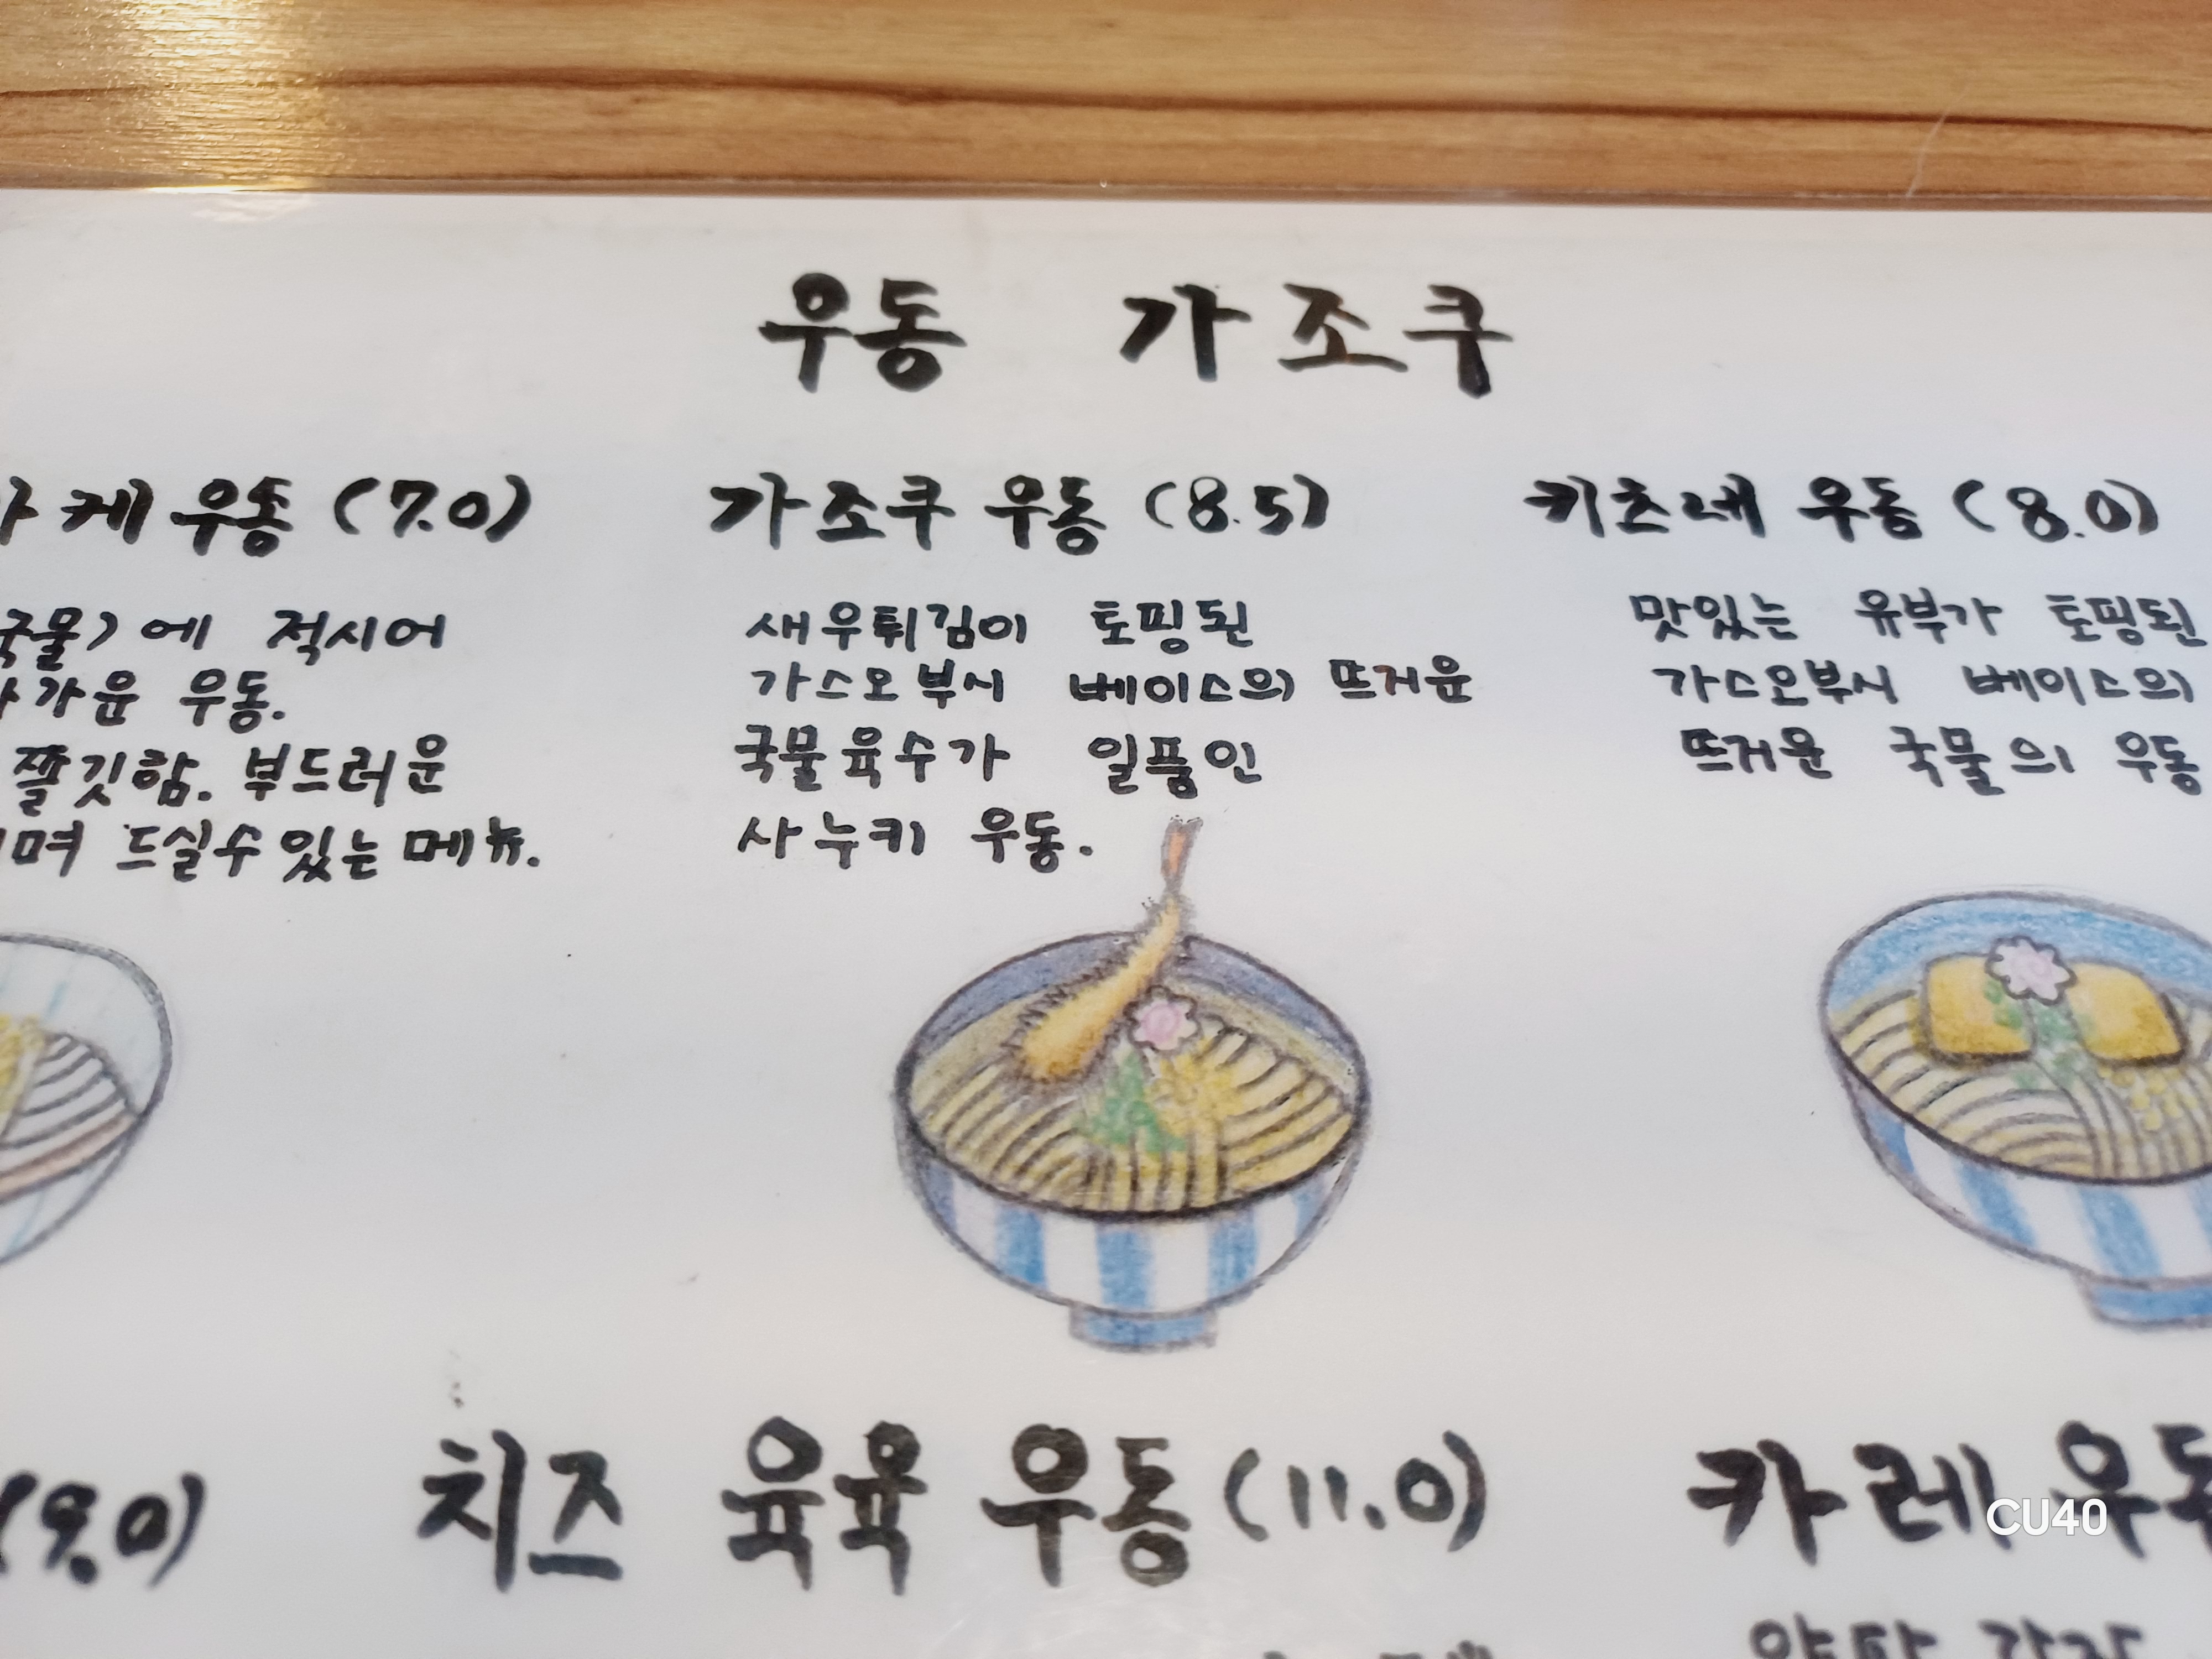 우동 가조쿠
케우동 (7.0)
국물)에 적시어
가운 우동.
쫄깃함. 부드러운
며 드실수 있는 메뉴.
가조쿠 우동 (8.5)
새우튀김이 토핑된
가스오부시 베이스의 뜨거운
국물육수가 일품인
사누키 우동.
키츠네 우동 (8.0)
맛있는 유부가 토핑된
가스오부시 베이스의
뜨거운 국물의 우동
(9.0)
치즈 육육 우동 (11.0)
카레 우동
CU40